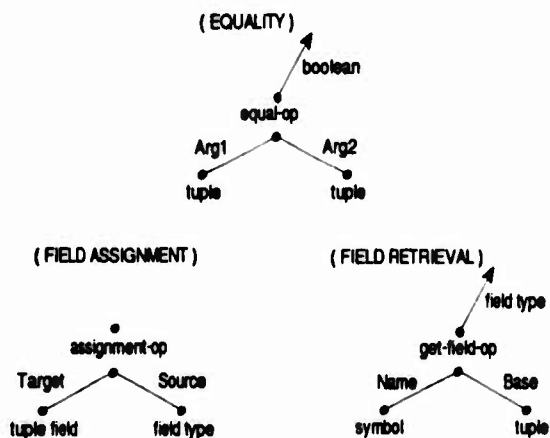 ( EQUALITY )
boolean
equal-op
Arg1 Arg2
tuple tuple
( FIELD ASSIGNMENT )
assignment-op
Target Source
tuple field field type
( FIELD RETRIEVAL )
field type
get-field-op
Name Base
symbol tuple